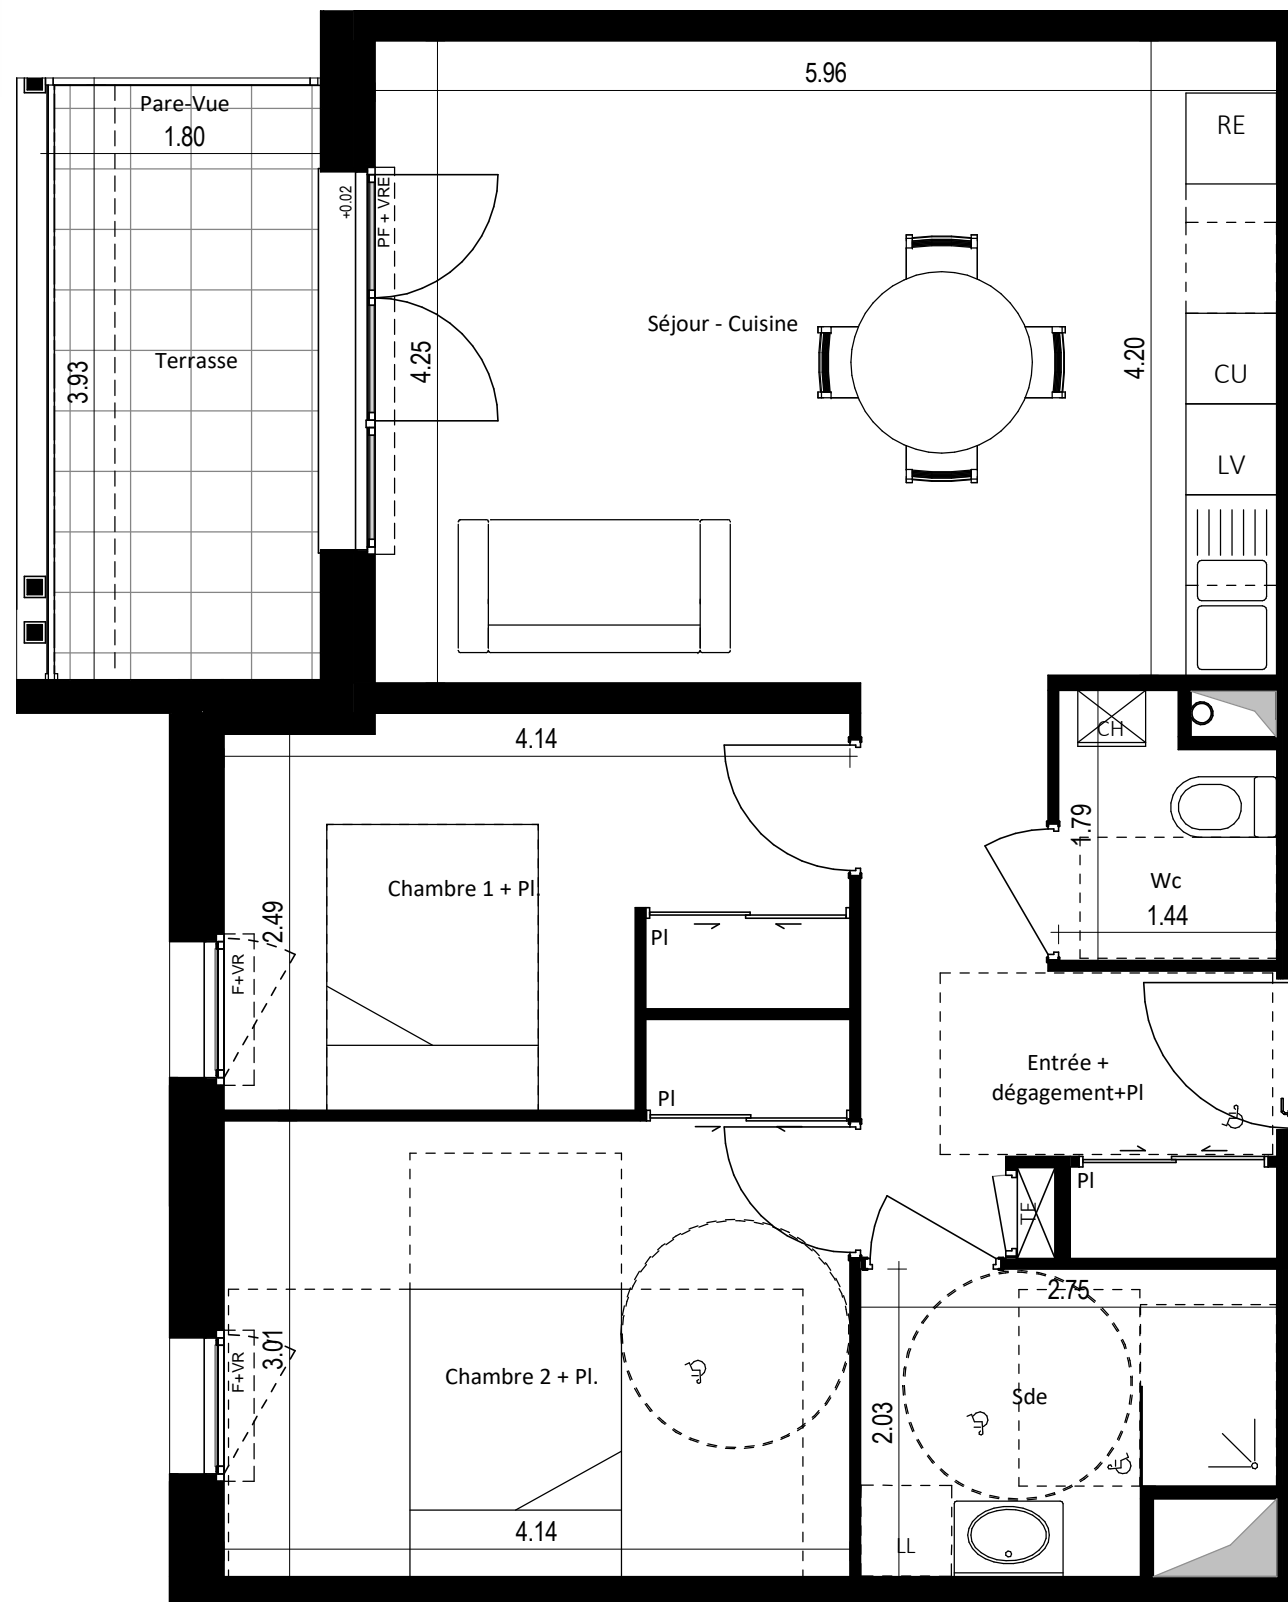 5.96
Pare-Vue
1.80
RE
+0.02
PF + VRE
Séjour - Cuisine
3.93
Terrasse
4.25
4.20
CU
LV
4.14
CH
1.79
Chambre 1 + Pl.
Wc
1.44
2.49
F+VR
Pl
Pl
Entrée +
dégagement+Pl
Pl
TE
2.75
3.01
F+VR
Chambre 2 + Pl.
Sde
2.03
4.14
LL